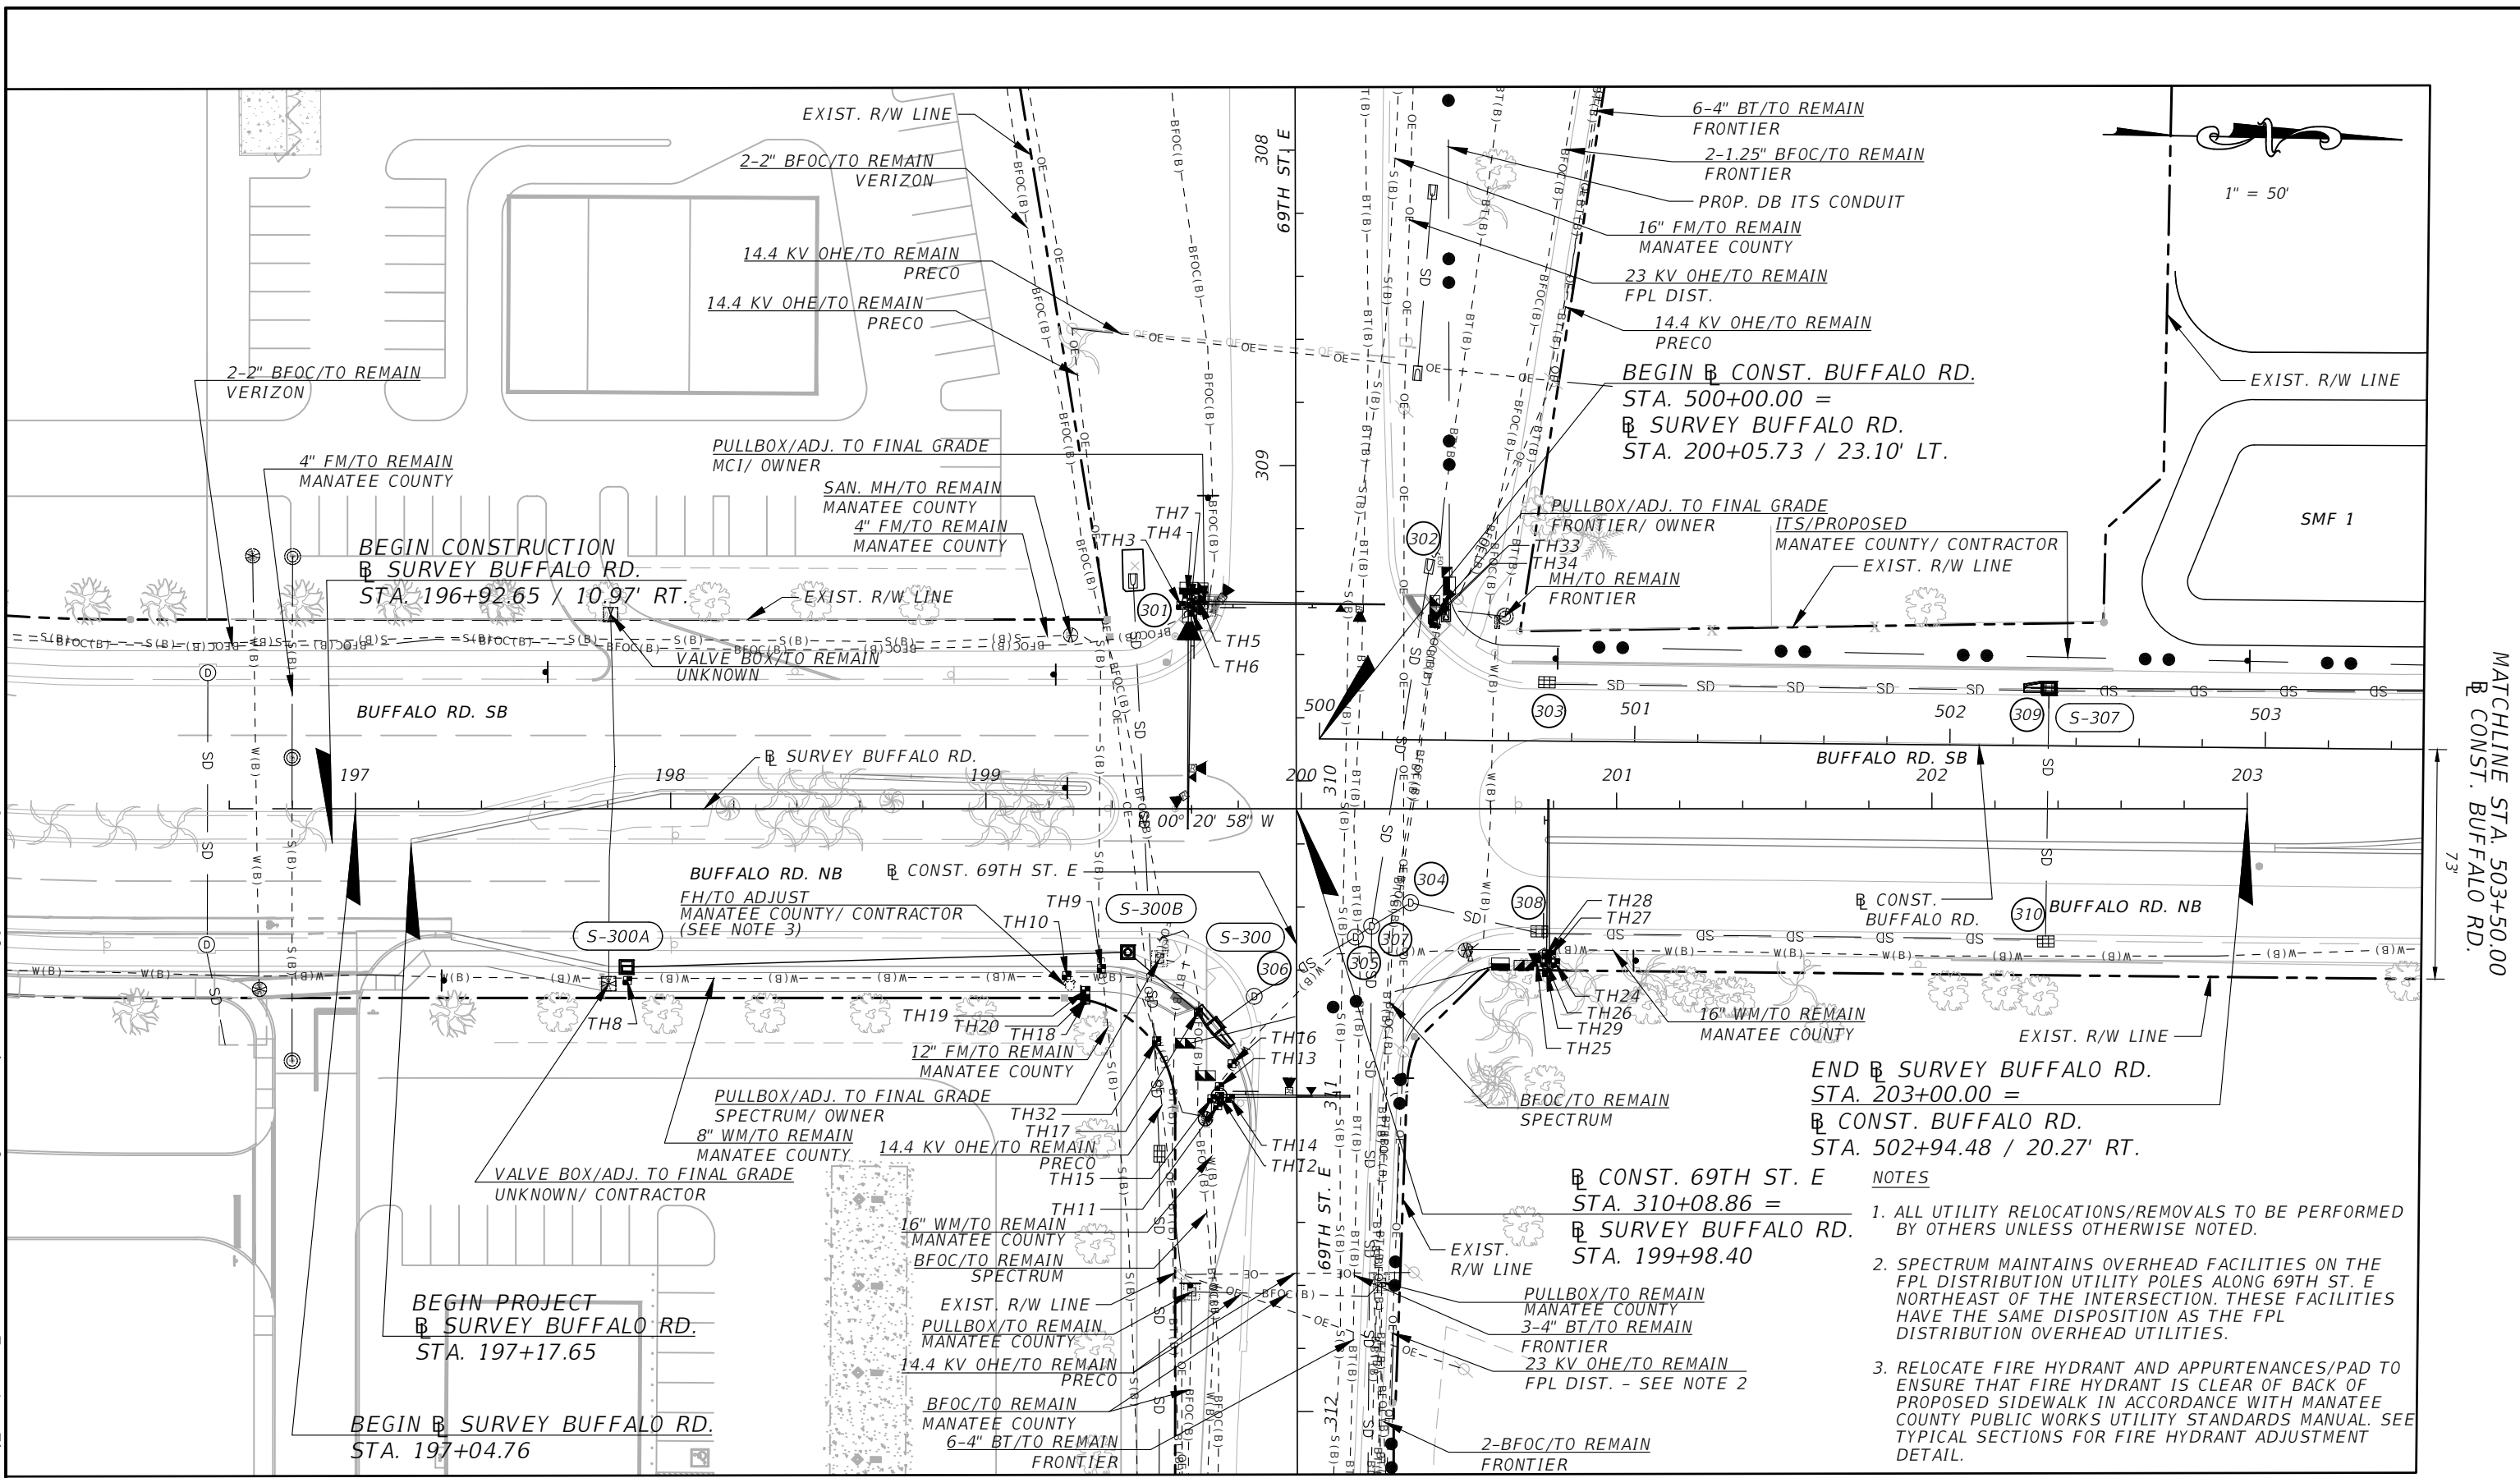 EXIST. R/W LINE
2-2" BFOC/TO REMAIN
VERIZON
14.4 KV OHE/TO REMAIN
PRECO
14.4 KV OHE/TO REMAIN
PRECO
2-2" BFOC/TO REMAIN
VERIZON
4" FM/TO REMAIN
MANATEE COUNTY
PULLBOX/ADJ. TO FINAL GRADE
MCI/ OWNER
SAN. MH/TO REMAIN
MANATEE COUNTY
4" FM/TO REMAIN
MANATEE COUNTY
BEGIN CONSTRUCTION
℄ SURVEY BUFFALO RD.
STA. 196+92.65 / 10.97' RT.
EXIST. R/W LINE
VALVE BOX/TO REMAIN
UNKNOWN
TH7
TH4
TH3
301
TH5
TH6
308
69TH ST. E
309
6-4" BT/TO REMAIN
FRONTIER
2-1.25" BFOC/TO REMAIN
FRONTIER
PROP. DB ITS CONDUIT
16" FM/TO REMAIN
MANATEE COUNTY
23 KV OHE/TO REMAIN
FPL DIST.
14.4 KV OHE/TO REMAIN
PRECO
1" = 50'
BEGIN ℄ CONST. BUFFALO RD.
STA. 500+00.00 =
℄ SURVEY BUFFALO RD.
STA. 200+05.73 / 23.10' LT.
EXIST. R/W LINE
PULLBOX/ADJ. TO FINAL GRADE
FRONTIER/ OWNER
302
TH33
TH34
MH/TO REMAIN
FRONTIER
ITS/PROPOSED
MANATEE COUNTY/ CONTRACTOR
EXIST. R/W LINE
SMF 1
BUFFALO RD. SB
500
303
501
502
309
S-307
503
BUFFALO RD. SB
℄ SURVEY BUFFALO RD.
197
198
199
200
310
201
202
203
00° 20' 58" W
MATCHLINE STA. 503+50.00
℄ CONST. BUFFALO RD.
73'
BUFFALO RD. NB
℄ CONST. 69TH ST. E
FH/TO ADJUST
MANATEE COUNTY/ CONTRACTOR
(SEE NOTE 3)
TH9
TH10
S-300A
S-300B
S-300
304
305
306
307
308
TH28
TH27
℄ CONST.
BUFFALO RD.
310
BUFFALO RD. NB
TH8
TH19
TH20
TH18
12" FM/TO REMAIN
MANATEE COUNTY
TH16
TH13
TH24
TH26
TH29
TH25
16" WM/TO REMAIN
MANATEE COUNTY
EXIST. R/W LINE
PULLBOX/ADJ. TO FINAL GRADE
SPECTRUM/ OWNER
TH32
TH17
8" WM/TO REMAIN
MANATEE COUNTY
14.4 KV OHE/TO REMAIN
PRECO
TH15
VALVE BOX/ADJ. TO FINAL GRADE
UNKNOWN/ CONTRACTOR
TH11
TH14
TH12
311
69TH ST. E
BFOC/TO REMAIN
SPECTRUM
END ℄ SURVEY BUFFALO RD.
STA. 203+00.00 =
℄ CONST. BUFFALO RD.
STA. 502+94.48 / 20.27' RT.
16" WM/TO REMAIN
MANATEE COUNTY
BFOC/TO REMAIN
SPECTRUM
EXIST. R/W LINE
PULLBOX/TO REMAIN
MANATEE COUNTY
14.4 KV OHE/TO REMAIN
PRECO
BFOC/TO REMAIN
MANATEE COUNTY
6-4" BT/TO REMAIN
FRONTIER
BEGIN PROJECT
℄ SURVEY BUFFALO RD.
STA. 197+17.65
BEGIN ℄ SURVEY BUFFALO RD.
STA. 197+04.76
312
℄ CONST. 69TH ST. E
STA. 310+08.86 =
℄ SURVEY BUFFALO RD.
STA. 199+98.40
EXIST.
R/W LINE
PULLBOX/TO REMAIN
MANATEE COUNTY
3-4" BT/TO REMAIN
FRONTIER
23 KV OHE/TO REMAIN
FPL DIST. - SEE NOTE 2
2-BFOC/TO REMAIN
FRONTIER
NOTES
1. ALL UTILITY RELOCATIONS/REMOVALS TO BE PERFORMED
BY OTHERS UNLESS OTHERWISE NOTED.
2. SPECTRUM MAINTAINS OVERHEAD FACILITIES ON THE
FPL DISTRIBUTION UTILITY POLES ALONG 69TH ST. E
NORTHEAST OF THE INTERSECTION. THESE FACILITIES
HAVE THE SAME DISPOSITION AS THE FPL
DISTRIBUTION OVERHEAD UTILITIES.
3. RELOCATE FIRE HYDRANT AND APPURTENANCES/PAD TO
ENSURE THAT FIRE HYDRANT IS CLEAR OF BACK OF
PROPOSED SIDEWALK IN ACCORDANCE WITH MANATEE
COUNTY PUBLIC WORKS UTILITY STANDARDS MANUAL. SEE
TYPICAL SECTIONS FOR FIRE HYDRANT ADJUSTMENT
DETAIL.